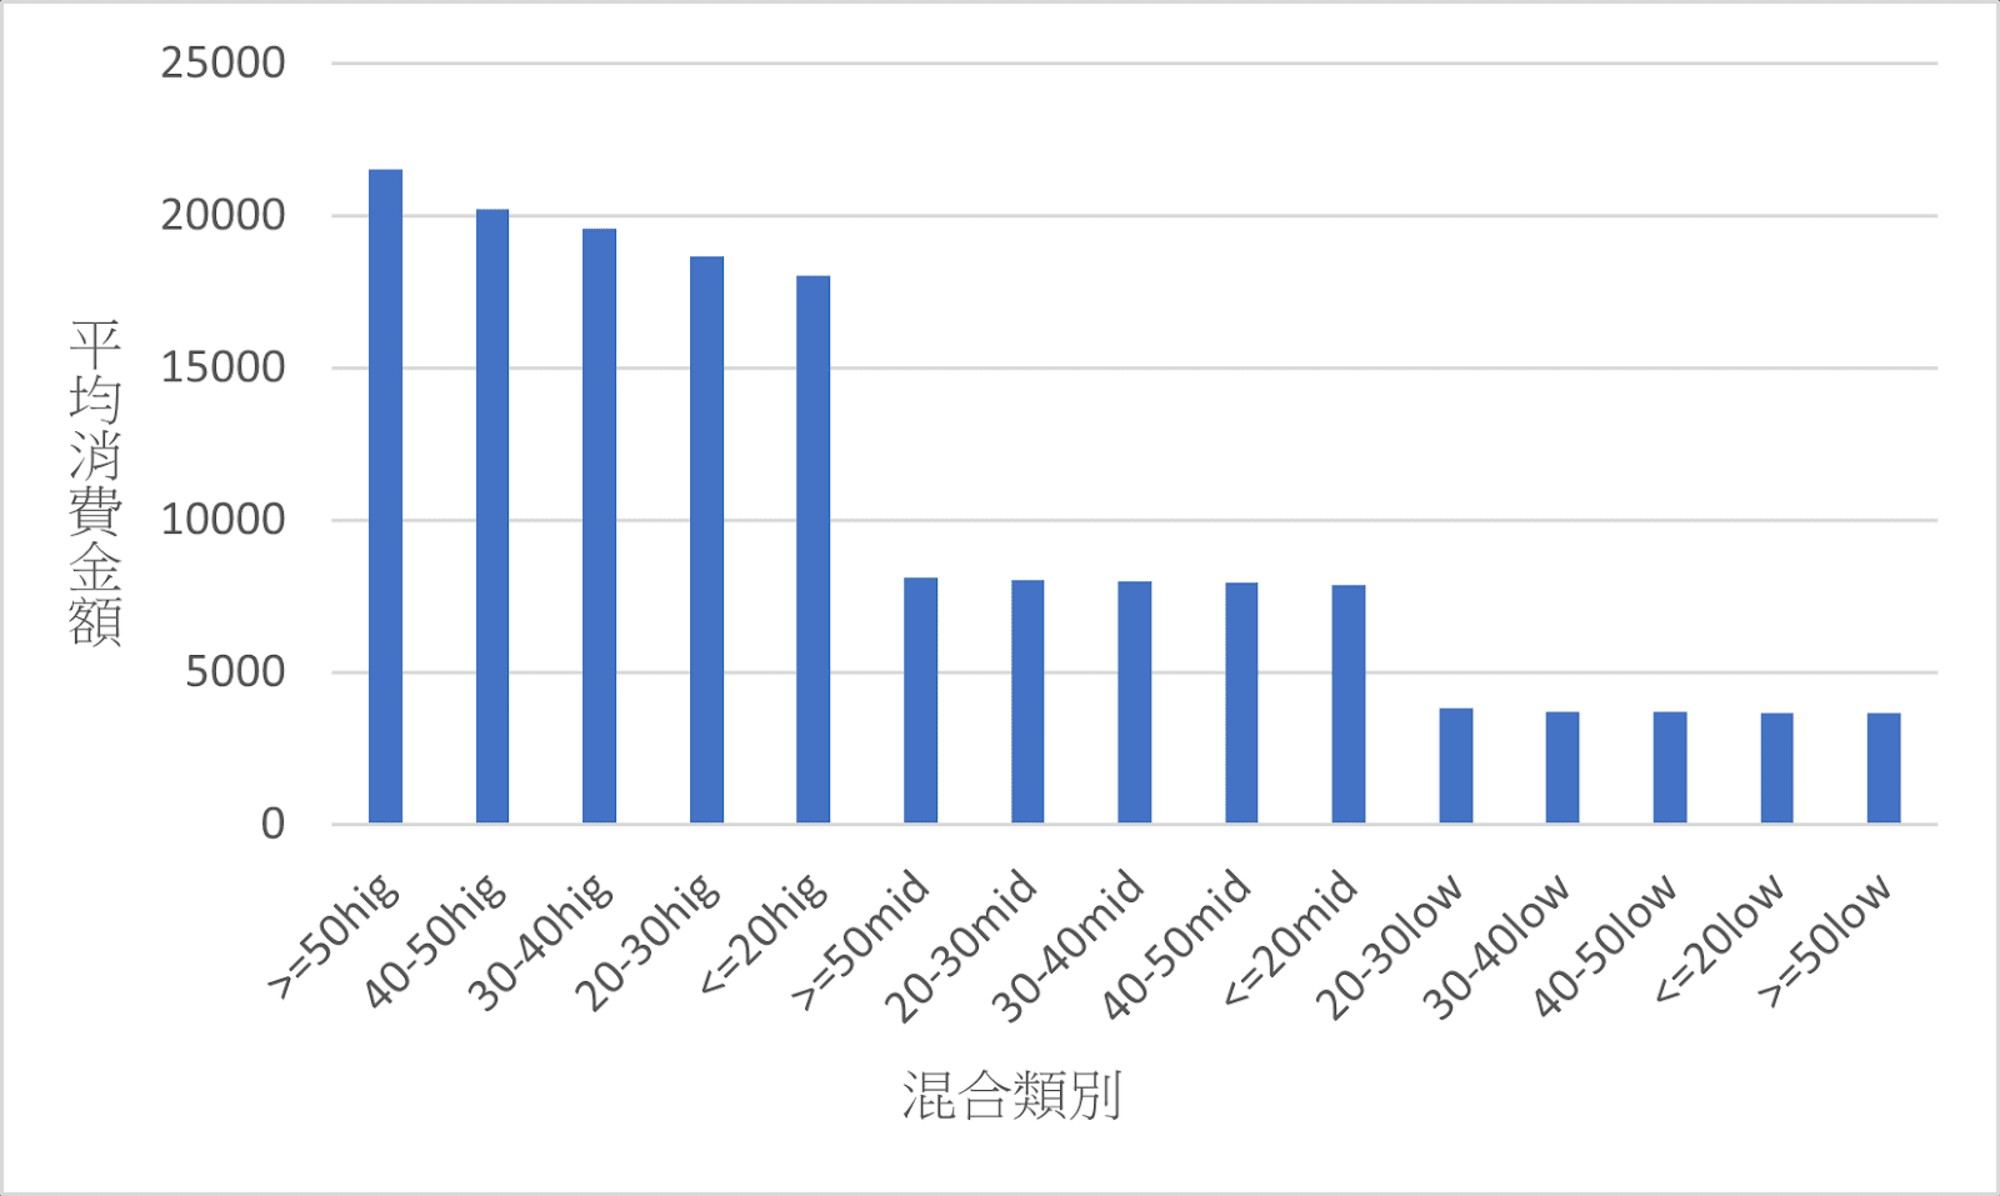 25000
20000
15000
10000
5000
0
平均消費金額
>=50hig
40-50hig
30-40hig
20-30hig
<=20hig
>=50mid
20-30mid
30-40mid
40-50mid
<=20mid
20-30low
30-40low
40-50low
<=20low
>=50low
混合類別